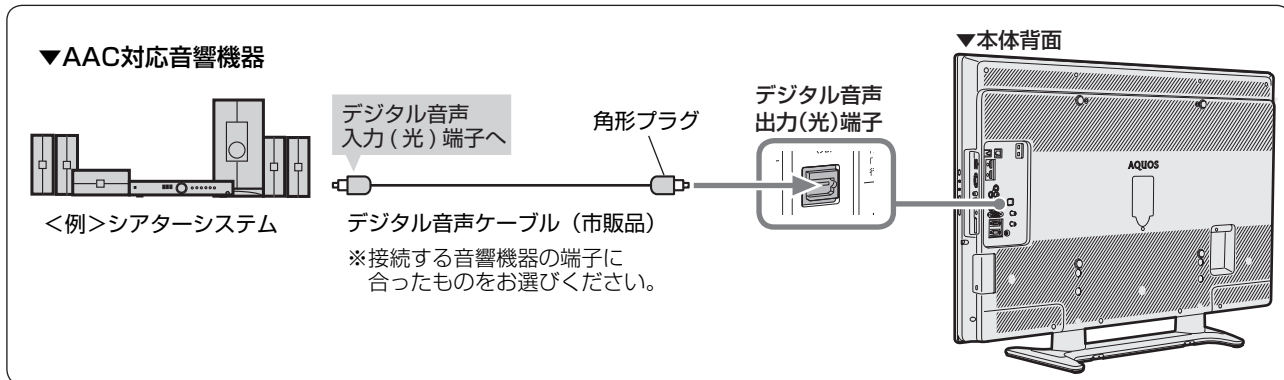 ▼AAC対応音響機器
<例>シアターシステム
デジタル音声
入力(光)端子へ
角形プラグ
デジタル音声ケーブル(市販品)
※接続する音響機器の端子に
合ったものをお選びください。
デジタル音声
出力(光)端子
▼本体背面
AQUOS